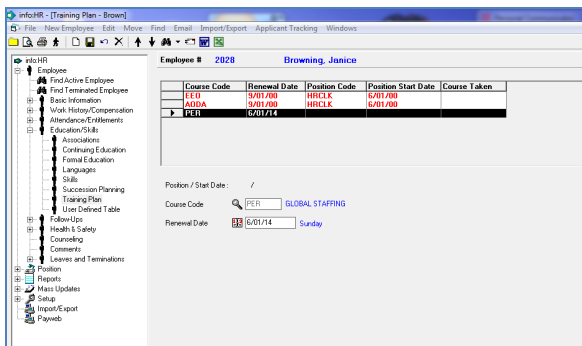 info:HR - [Training Plan - Brown]
File New Employee Edit Move Find Email Import/Export Applicant Tracking Windows
info:HR
Employee
Find Active Employee
Find Terminated Employee
Basic Information
Work History/Compensation
Attendance/Entitlements
Education/Skills
Associations
Continuing Education
Formal Education
Languages
Skills
Succession Planning
Training Plan
User Defined Table
Follow-Ups
Health & Safety
Counseling
Comments
Leaves and Terminations
Position
Reports
Mass Updates
Setup
Import/Export
Payweb
Employee # 2028 Browning, Janice
Course Code Renewal Date Position Code Position Start Date Course Taken
EEO 9/01/00 HRCLK 6/01/00
AODA 9/01/00 HRCLK 6/01/00
PER 6/01/14
Position / Start Date : /
Course Code PER GLOBAL STAFFING
Renewal Date 6/01/14 Sunday